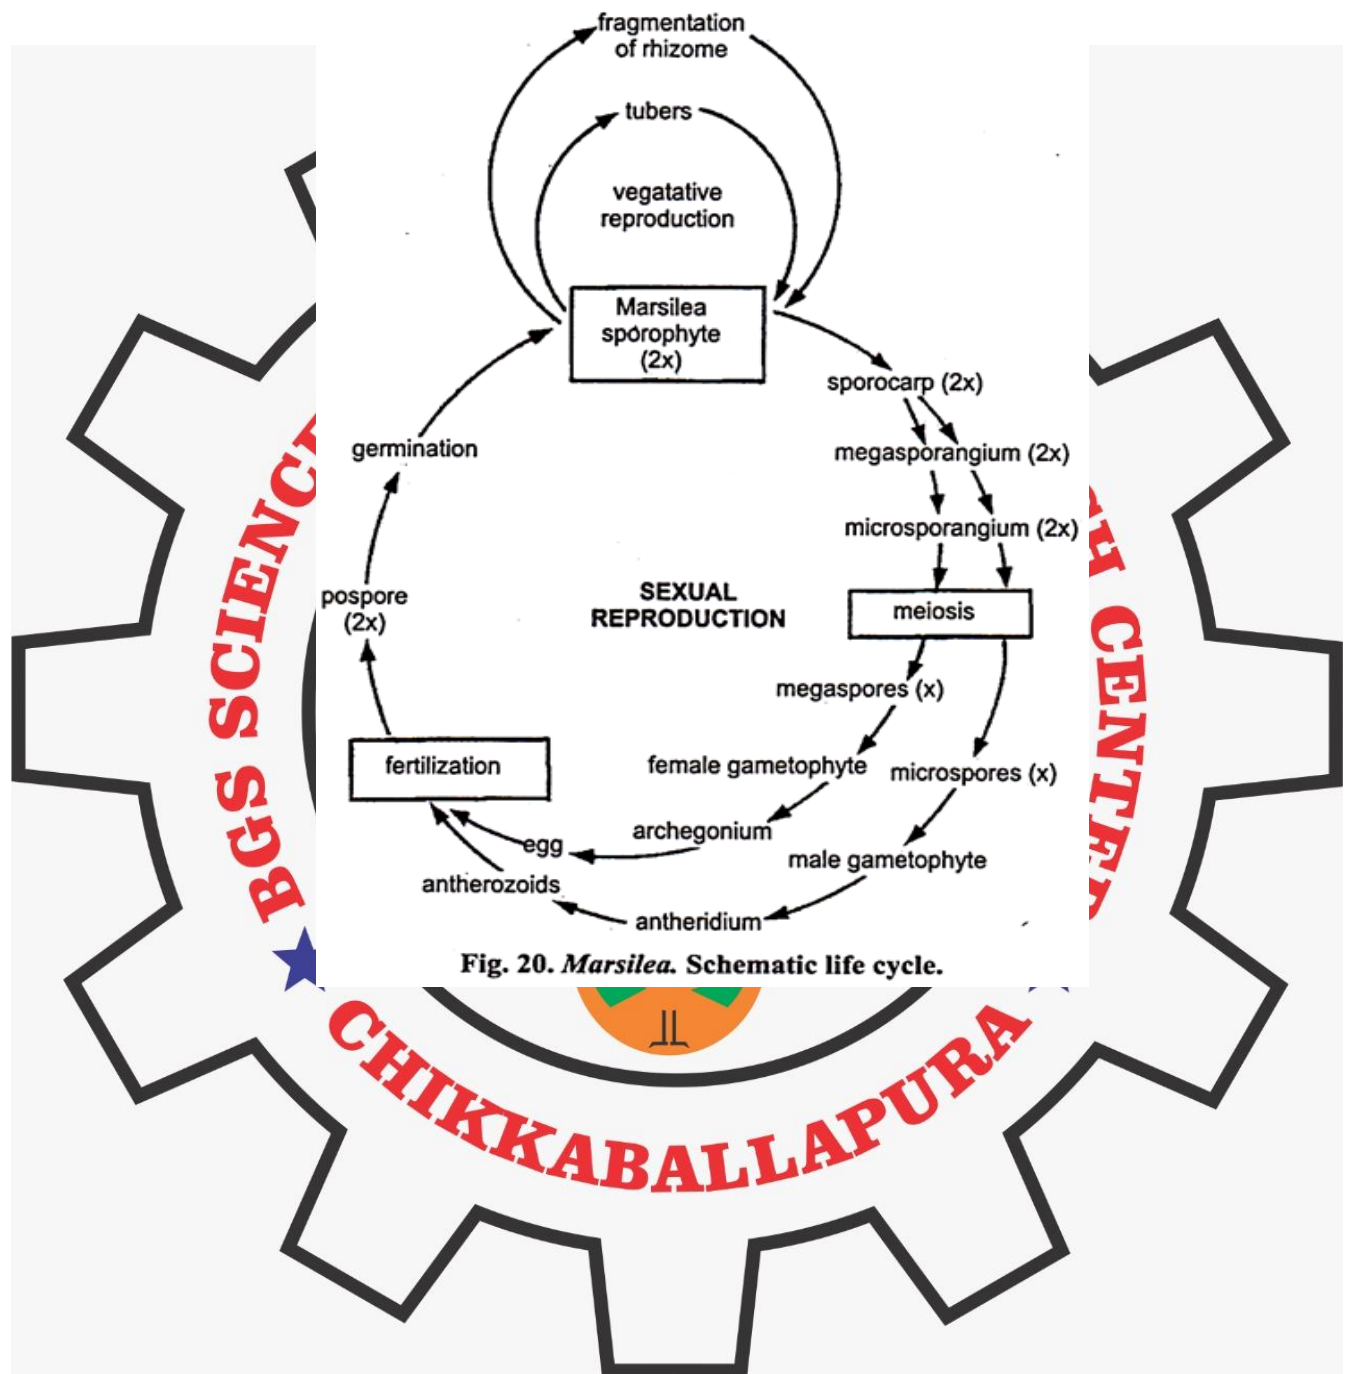 fragmentation
of rhizome
tubers
vegatative
reproduction
Marsilea
sporophyte
(2x)
sporocarp (2x)
germination
megasporangium (2x)
microsporangium (2x)
SEXUAL
REPRODUCTION
pospore
(2x)
meiosis
megaspores (x)
fertilization
female gametophyte
microspores (x)
archegonium
egg
male gametophyte
antherozoids
antheridium
Fig. 20. Marsilea. Schematic life cycle.
BGS SCIENC
CH CENTER
CHIKKABALLAPURA